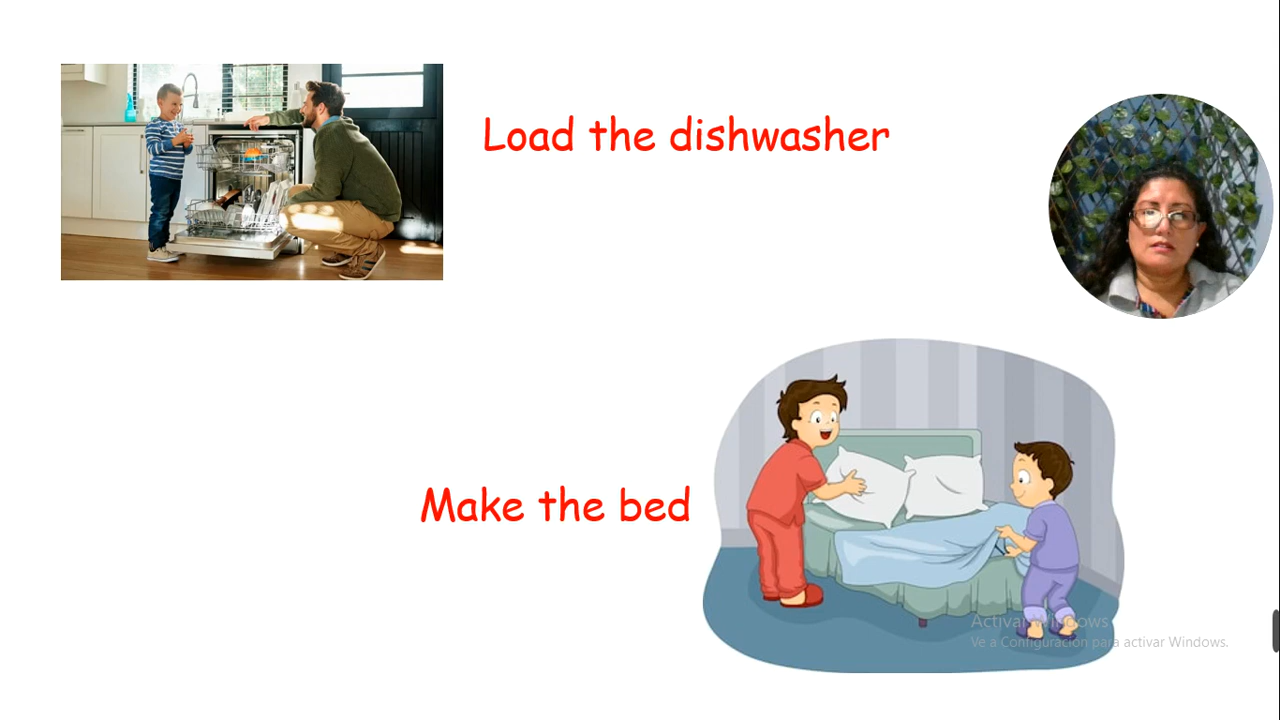 Load the dishwasher
Make the bed
Activar Windows
Ve a Configuración para activar Windows.